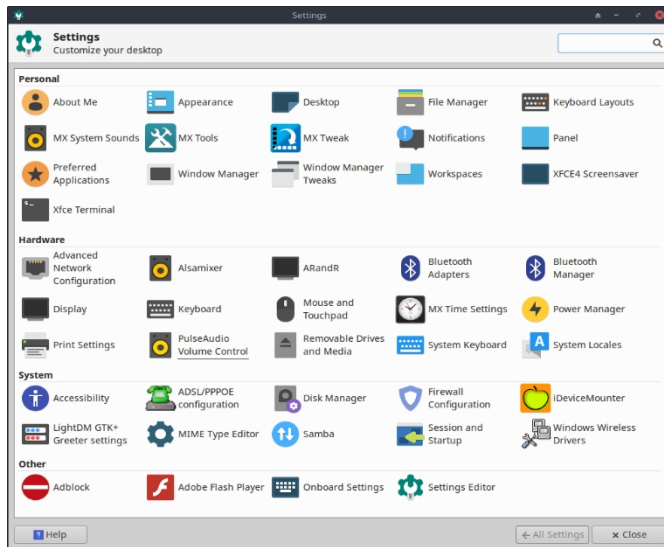 Settings
Settings
Customize your desktop
Personal
About Me
Appearance
Desktop
File Manager
Keyboard Layouts
MX System Sounds
MX Tools
MX Tweak
Notifications
Panel
Preferred
Applications
Window Manager
Window Manager
Tweaks
Workspaces
XFCE4 Screensaver
Xfce Terminal
Hardware
Advanced
Network
Configuration
Alsamixer
ARandR
Bluetooth
Adapters
Bluetooth
Manager
Display
Keyboard
Mouse and
Touchpad
MX Time Settings
Power Manager
Print Settings
PulseAudio
Volume Control
Removable Drives
and Media
System Keyboard
A
System Locales
System
Accessibility
ADSL/PPPOE
configuration
Disk Manager
Firewall
Configuration
iDeviceMounter
LightDM GTK+
Greeter settings
MIME Type Editor
Samba
Session and
Startup
Windows Wireless
Drivers
Other
Adblock
Adobe Flash Player
Onboard Settings
Settings Editor
? Help
← All Settings
× Close